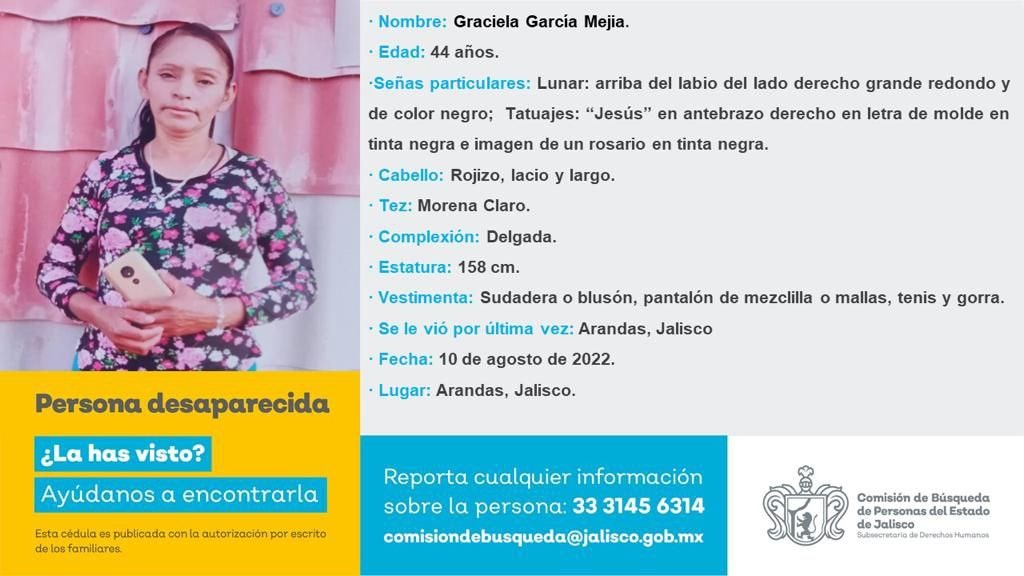 · Nombre: Graciela García Mejia.
· Edad: 44 años.
·Señas particulares: Lunar: arriba del labio del lado derecho grande redondo y
de color negro; Tatuajes: “Jesús” en antebrazo derecho en letra de molde en
tinta negra e imagen de un rosario en tinta negra.
· Cabello: Rojizo, lacio y largo.
· Tez: Morena Claro.
· Complexión: Delgada.
· Estatura: 158 cm.
· Vestimenta: Sudadera o blusón, pantalón de mezclilla o mallas, tenis y gorra.
· Se le vió por última vez: Arandas, Jalisco
· Fecha: 10 de agosto de 2022.
· Lugar: Arandas, Jalisco.
Persona desaparecida
¿La has visto?
Ayúdanos a encontrarla
Esta cédula es publicada con la autorización por escrito
de los familiares.
Reporta cualquier información
sobre la persona: 33 3145 6314
comisiondebusqueda@jalisco.gob.mx
Comisión de Búsqueda
de Personas del Estado
de Jalisco
Subsecretaría de Derechos Humanos